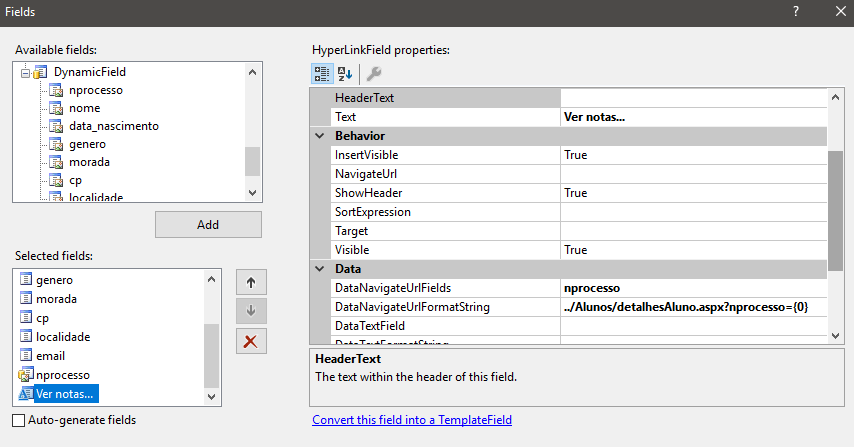 Fields
? ×
Available fields:
DynamicField
nprocesso
nome
data_nascimento
genero
morada
cp
localidade
Add
Selected fields:
genero
morada
cp
localidade
email
nprocesso
Ver notas...
Auto-generate fields
HyperLinkField properties:
HeaderText
Text Ver notas...
Behavior
InsertVisible True
NavigateUrl
ShowHeader True
SortExpression
Target
Visible True
Data
DataNavigateUrlFields nprocesso
DataNavigateUrlFormatString ../Alunos/detalhesAluno.aspx?nprocesso={0}
DataTextField
DataTextFormatString
HeaderText
The text within the header of this field.
Convert this field into a TemplateField